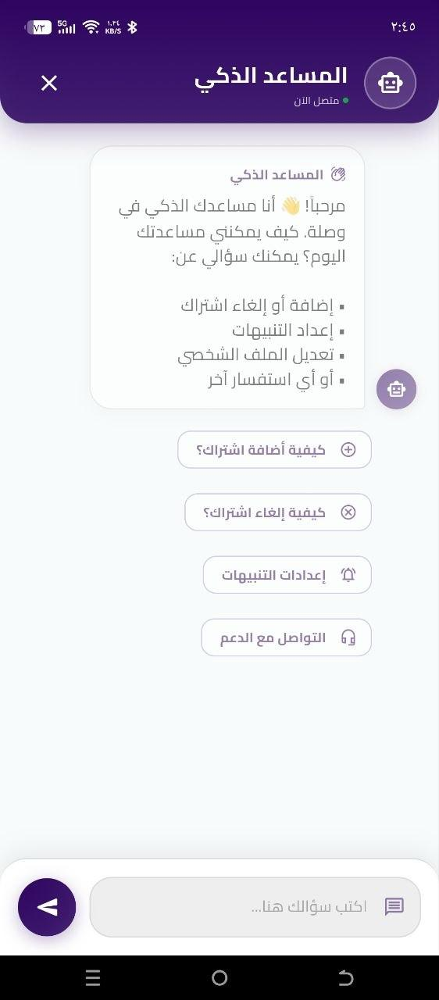 ٢:٤٥
١.٣٤ KB/S
5G
٧٣
المساعد الذكي
متصل الآن
المساعد الذكي
مرحباً! 👋 أنا مساعدك الذكي في
وصلة. كيف يمكنني مساعدتك
اليوم؟ يمكنك سؤالي عن:
• إضافة أو إلغاء اشتراك
• إعداد التنبيهات
• تعديل الملف الشخصي
• أو أي استفسار آخر
كيفية أضافة اشتراك؟
كيفية إلغاء اشتراك؟
إعدادات التنبيهات
التواصل مع الدعم
اكتب سؤالك هنا...